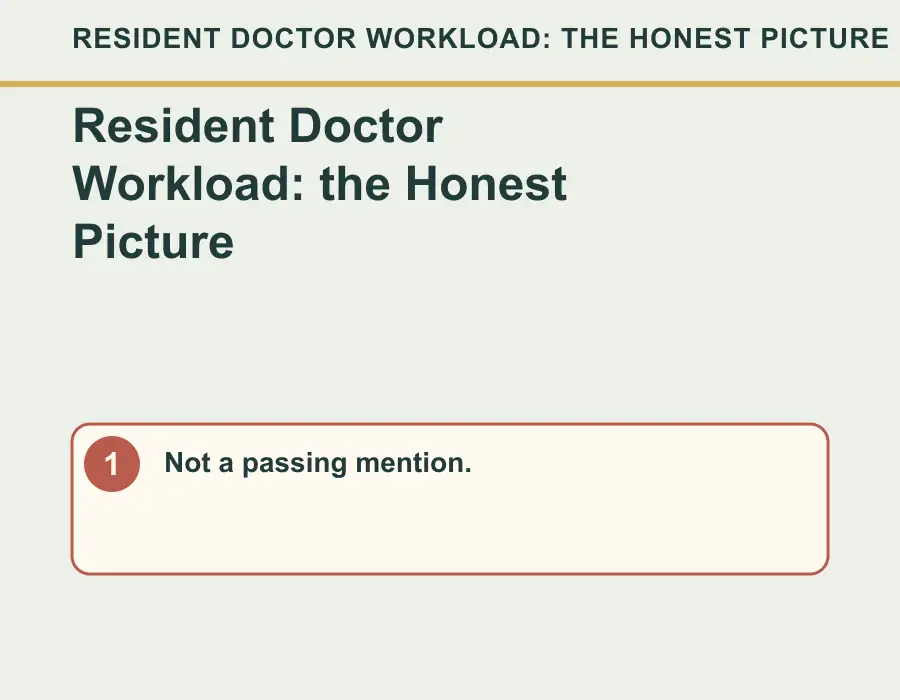 RESIDENT DOCTOR WORKLOAD: THE HONEST PICTURE
Resident Doctor
Workload: the Honest
Picture
1
Not a passing mention.